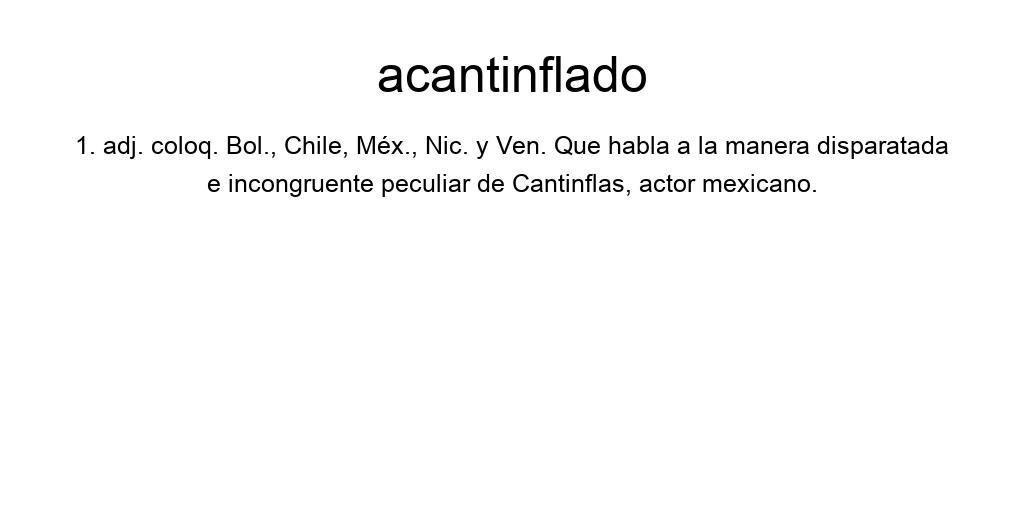 acantinflado
1. adj. coloq. Bol., Chile, Méx., Nic. y Ven. Que habla a la manera disparatada
e incongruente peculiar de Cantinflas, actor mexicano.